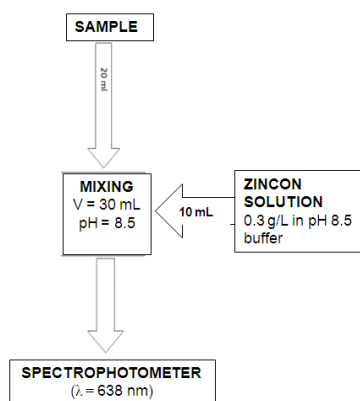 SAMPLE
20 ml
MIXING
V = 30 mL
pH = 8.5
10 mL
ZINCON
SOLUTION
0.3 g/L in pH 8.5
buffer
SPECTROPHOTOMETER
(λ = 638 nm)